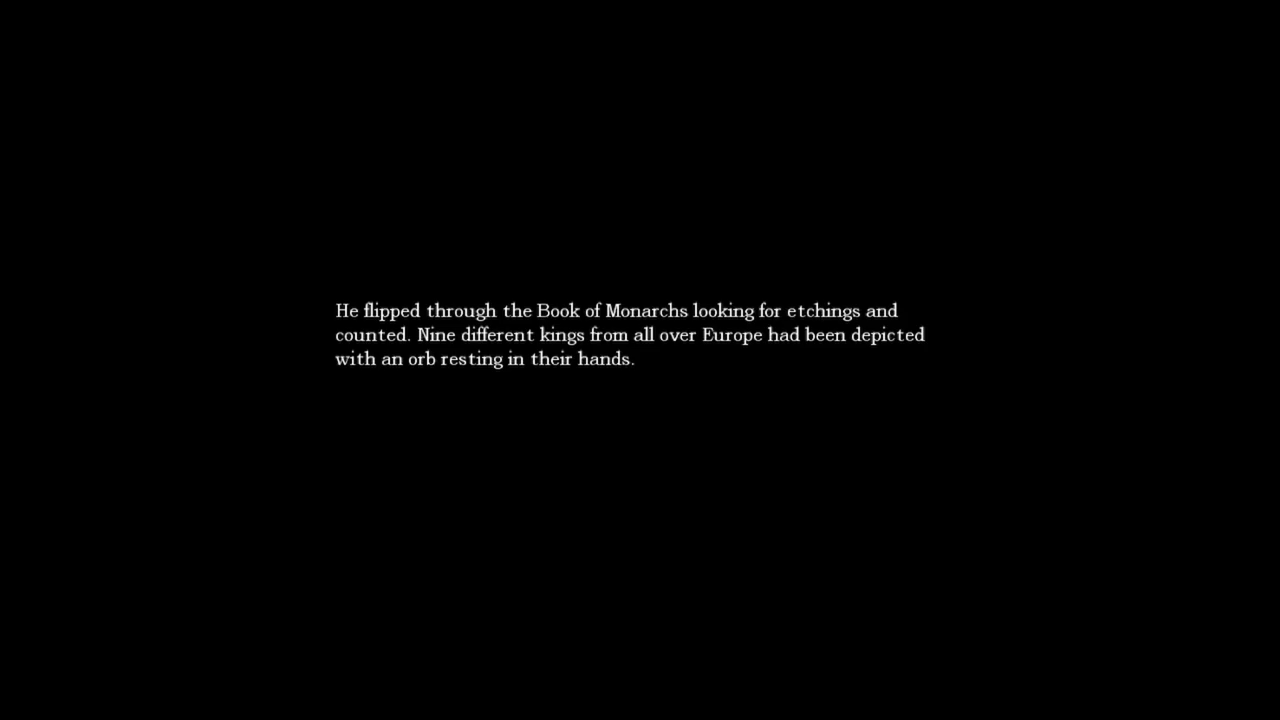 He flipped through the Book of Monarchs looking for etchings and
counted. Nine different kings from all over Europe had been depicted
with an orb resting in their hands.